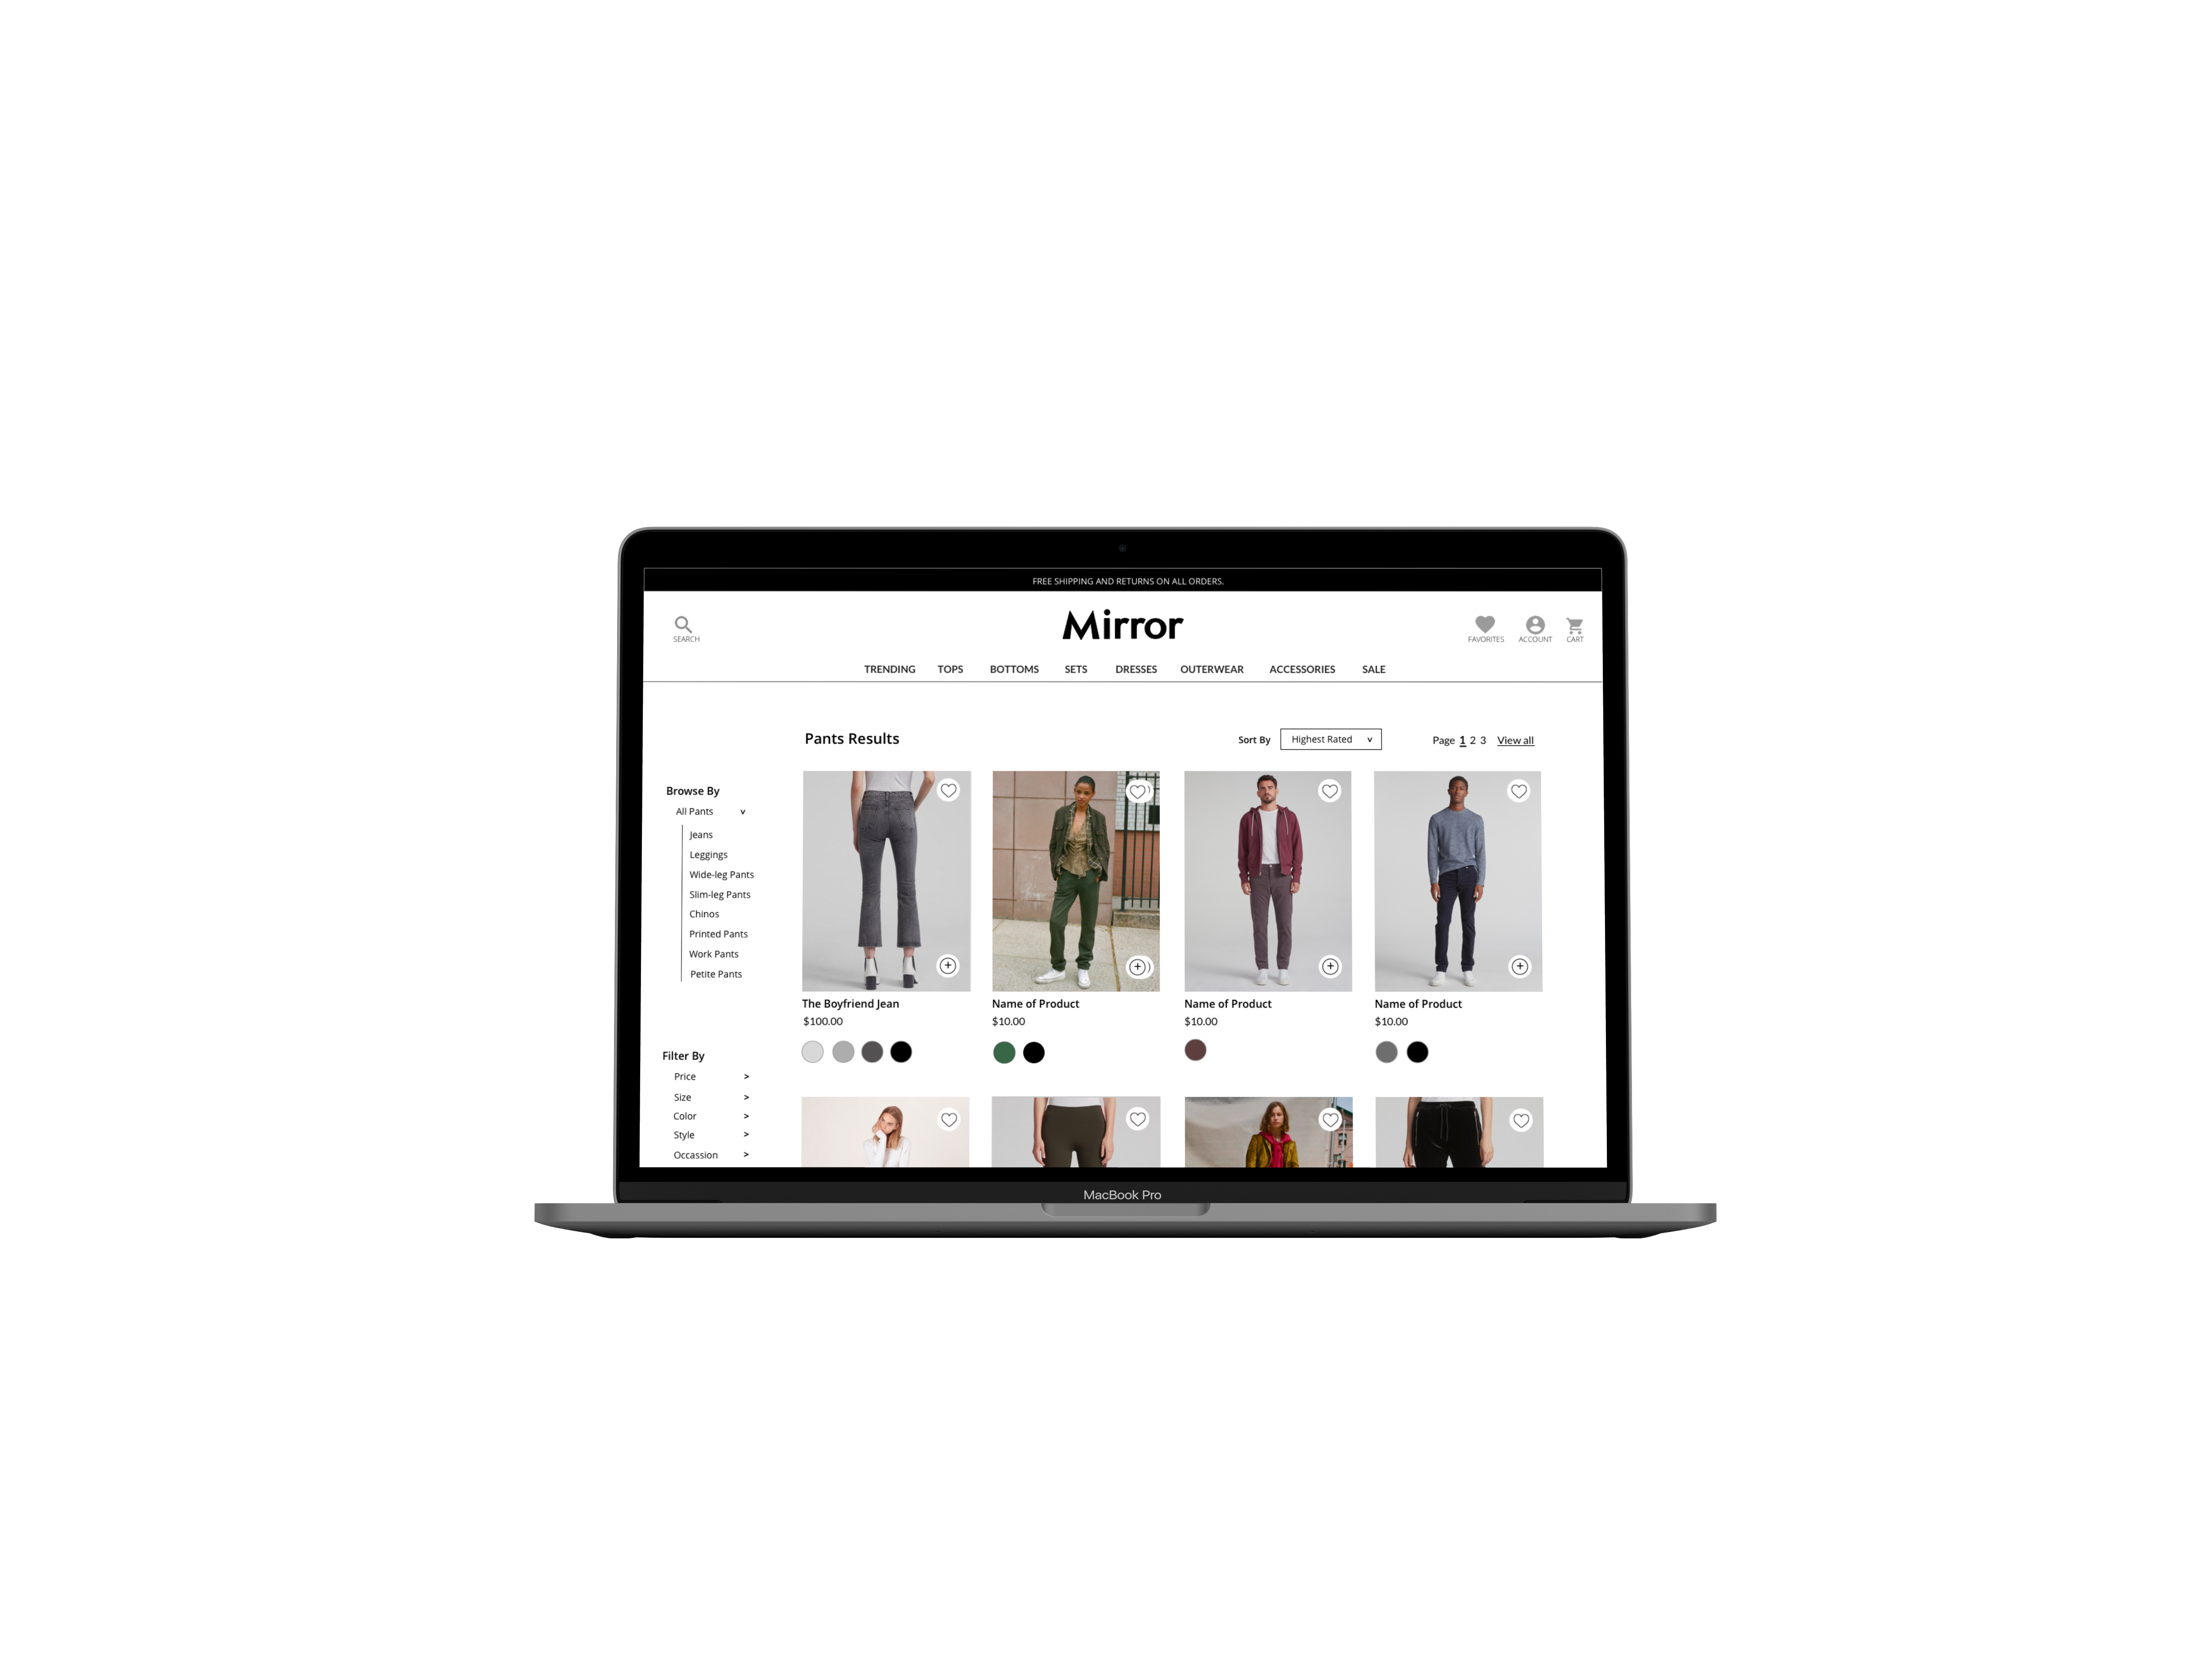 FREE SHIPPING AND RETURNS ON ALL ORDERS.
SEARCH
Mirror
FAVORITES ACCOUNT CART
TRENDING TOPS BOTTOMS SETS DRESSES OUTERWEAR ACCESSORIES SALE
Pants Results
Sort By Highest Rated v
Page 1 2 3 View all
Browse By
All Pants v
Jeans
Leggings
Wide-leg Pants
Slim-leg Pants
Chinos
Printed Pants
Work Pants
Petite Pants
The Boyfriend Jean
$100.00
Name of Product
$10.00
Name of Product
$10.00
Name of Product
$10.00
Filter By
Price >
Size >
Color >
Style >
Occassion >
MacBook Pro